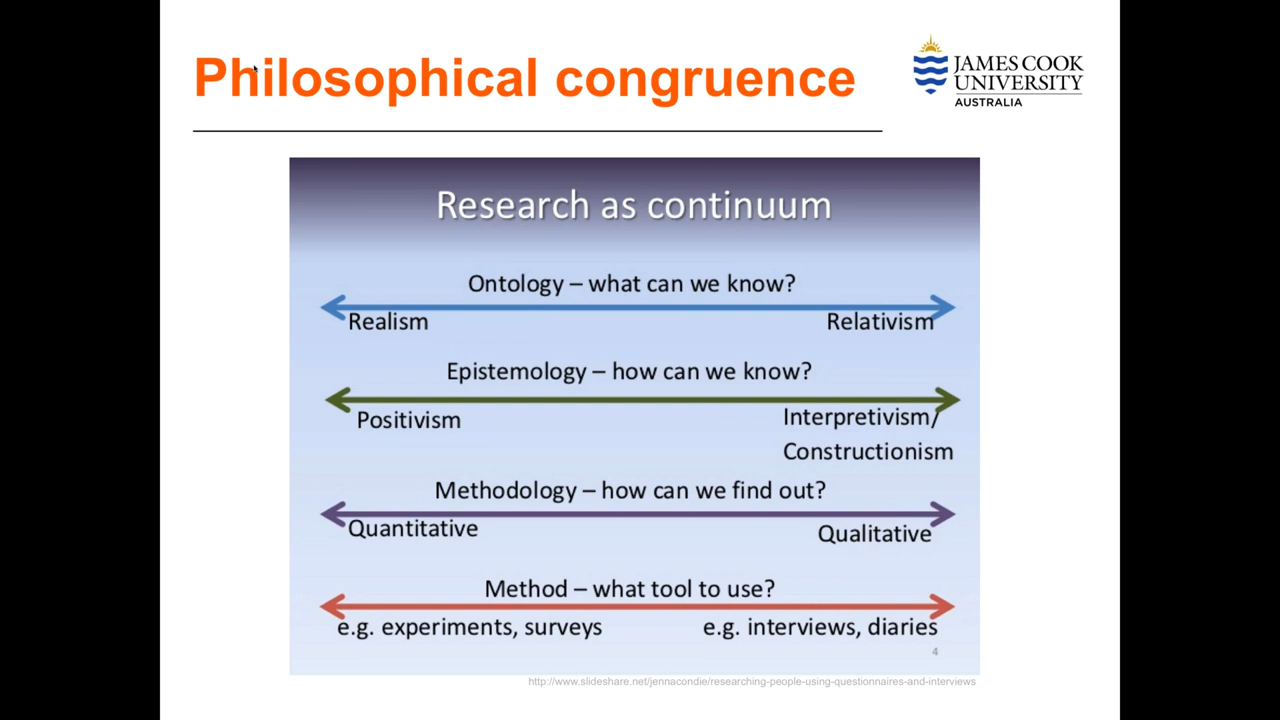 Philosophical congruence
JAMES COOK
UNIVERSITY
AUSTRALIA
Research as continuum
Ontology – what can we know?
Realism
Relativism
Epistemology – how can we know?
Positivism
Interpretivism/
Constructionism
Methodology – how can we find out?
Quantitative
Qualitative
Method – what tool to use?
e.g. experiments, surveys
e.g. interviews, diaries
4
http://www.slideshare.net/jennacondie/researching-people-using-questionnaires-and-interviews